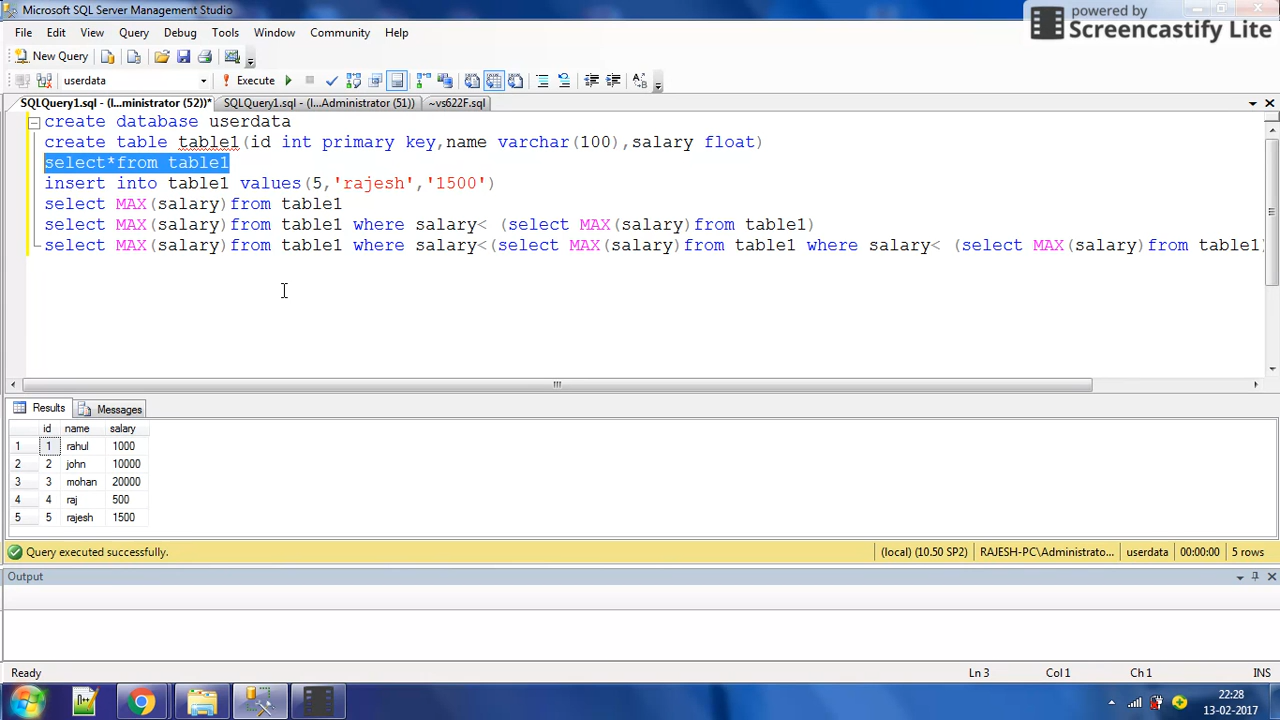 Microsoft SQL Server Management Studio
powered by
Screencastify Lite
File Edit View Query Debug Tools Window Community Help
New Query
userdata Execute
SQLQuery1.sql - (l...ministrator (52))* SQLQuery1.sql - (l...Administrator (51)) ~vs622F.sql
create database userdata
create table table1(id int primary key,name varchar(100),salary float)
select*from table1
insert into table1 values(5,'rajesh','1500')
select MAX(salary)from table1
select MAX(salary)from table1 where salary< (select MAX(salary)from table1)
select MAX(salary)from table1 where salary<(select MAX(salary)from table1 where salary< (select MAX(salary)from table1)
Results Messages
id name salary
1 1 rahul 1000
2 2 john 10000
3 3 mohan 20000
4 4 raj 500
5 5 rajesh 1500
Query executed successfully. (local) (10.50 SP2) RAJESH-PC\Administrato... userdata 00:00:00 5 rows
Output
Ready Ln 3 Col 1 Ch 1 INS
22:28
13-02-2017